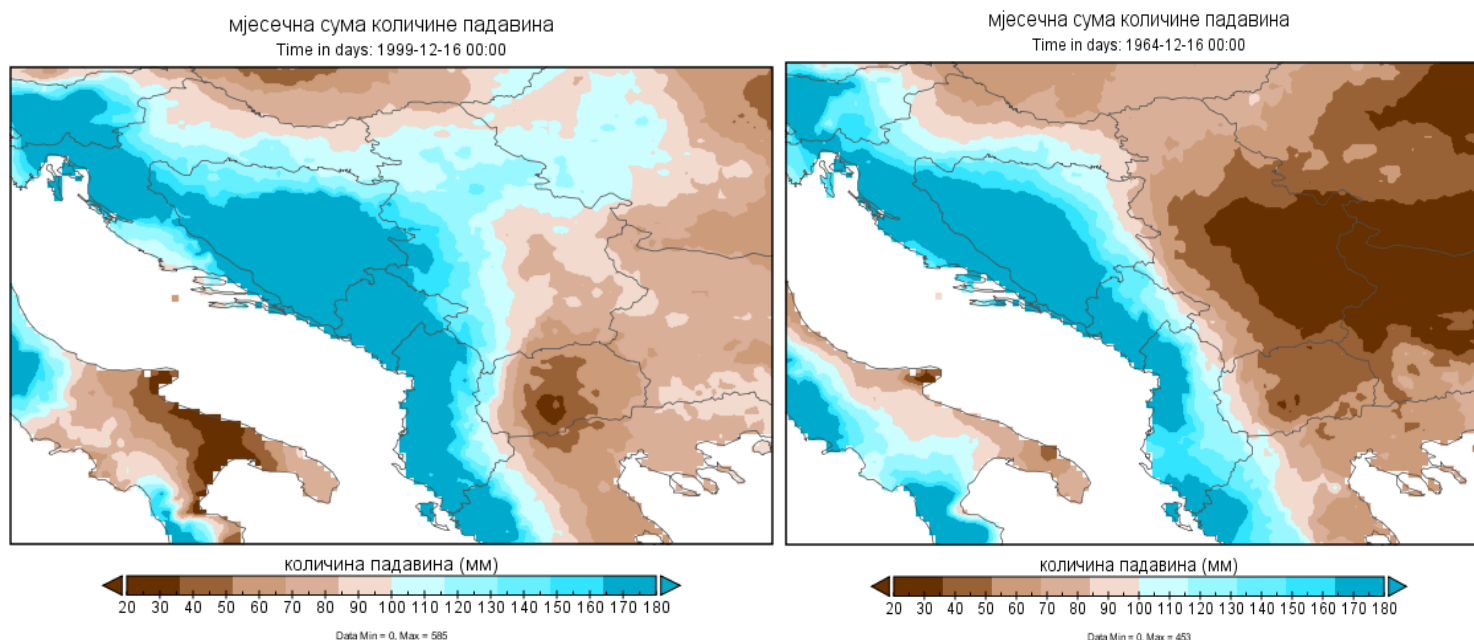 мјесечна сума количине падавина
Time in days: 1999-12-16 00:00
количина падавина (мм)
20 30 40 50 60 70 80 90 100 110 120 130 140 150 160 170 180
Data Min = 0, Max = 585
мјесечна сума количине падавина
Time in days: 1964-12-16 00:00
количина падавина (мм)
20 30 40 50 60 70 80 90 100 110 120 130 140 150 160 170 180
Data Min = 0, Max = 453